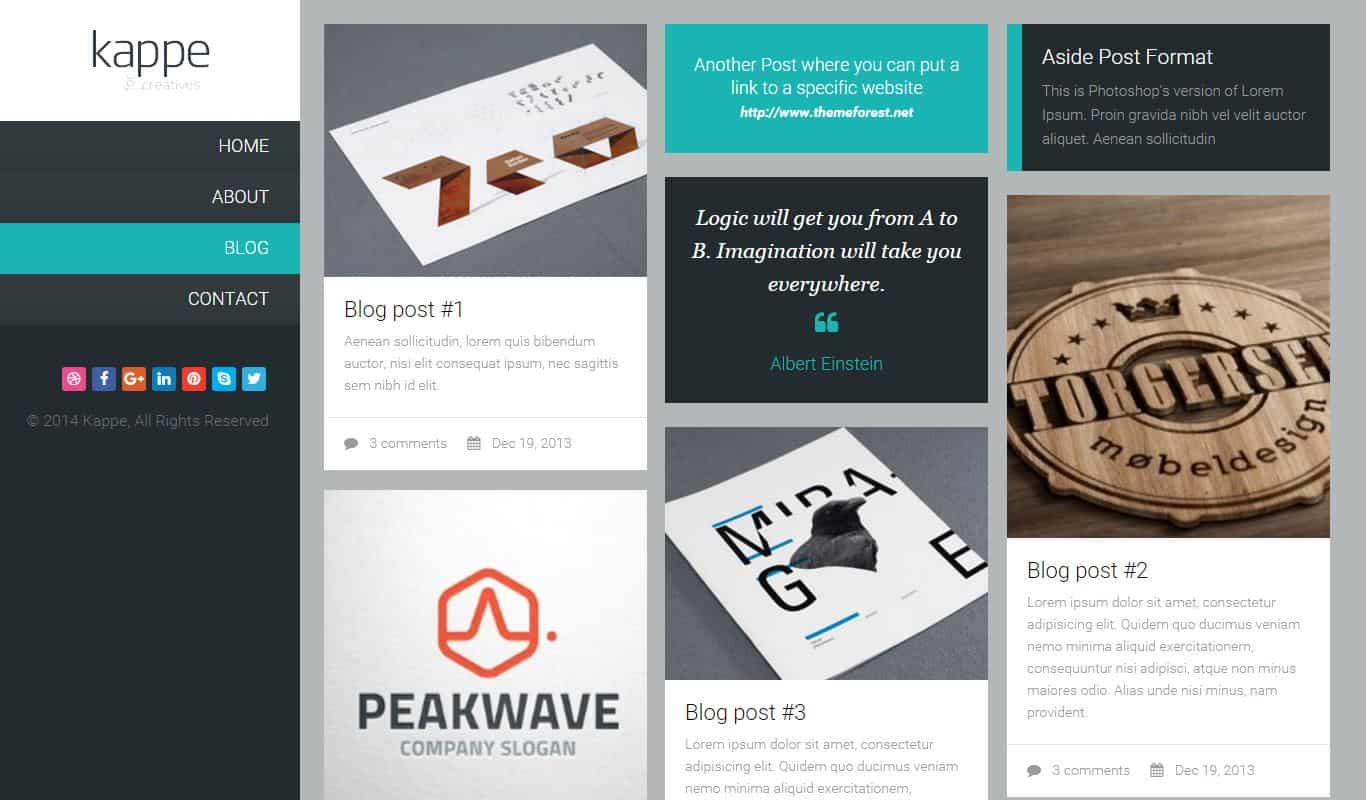 kappe
creatives
HOME
ABOUT
BLOG
CONTACT
© 2014 Kappe, All Rights Reserved
Blog post #1
Aenean sollicitudin, lorem quis bibendum
auctor, nisi elit consequat ipsum, nec sagittis
sem nibh id elit.
3 comments Dec 19, 2013
PEAKWAVE
COMPANY SLOGAN
Another Post where you can put a
link to a specific website
http://www.themeforest.net
Logic will get you from A to
B. Imagination will take you
everywhere.
Albert Einstein
MIRA
G E
Blog post #3
Lorem ipsum dolor sit amet, consectetur
adipisicing elit. Quidem quo ducimus veniam
nemo minima aliquid exercitationem,
Aside Post Format
This is Photoshop's version of Lorem
Ipsum. Proin gravida nibh vel velit auctor
aliquet. Aenean sollicitudin
TORGERSEN
møbeldesign
Blog post #2
Lorem ipsum dolor sit amet, consectetur
adipisicing elit. Quidem quo ducimus veniam
nemo minima aliquid exercitationem,
consequuntur nisi adipisci, atque non minus
maiores odio. Alias unde nisi minus, nam
provident.
3 comments Dec 19, 2013